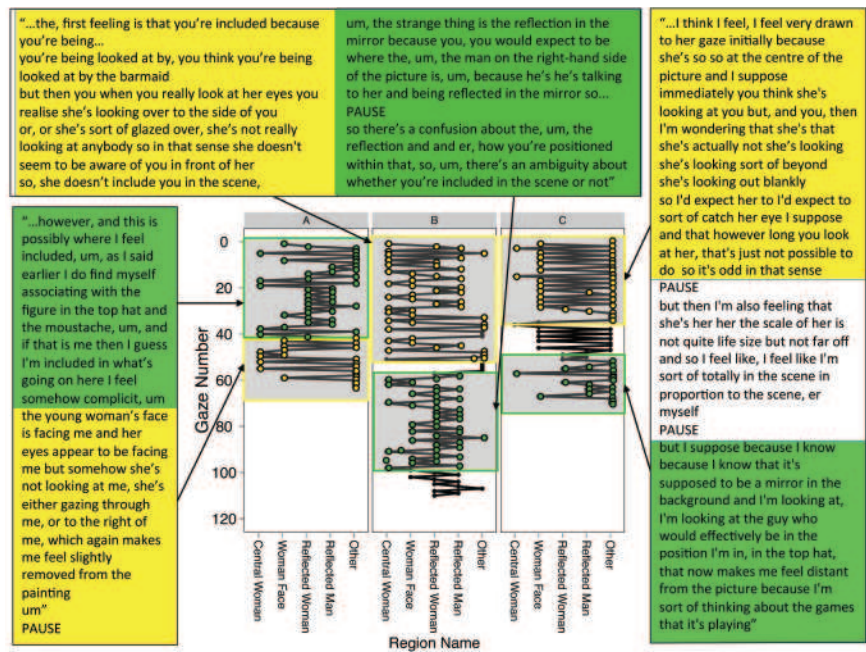 “...the, first feeling is that you’re included because
you’re being...
you’re being looked at by, you think you’re being
looked at by the barmaid
but then you when you really look at her eyes you
realise she’s looking over to the side of you
or, or she’s sort of glazed over, she’s not really
looking at anybody so in that sense she doesn't
seem to be aware of you in front of her
so, she doesn’t include you in the scene,
um, the strange thing is the reflection in the
mirror because you, you would expect to be
where the, um, the man on the right-hand side
of the picture is, um, because he’s he’s talking
to her and being reflected in the mirror so...
PAUSE
so there’s a confusion about the, um, the
reflection and and er, how you’re positioned
within that, so, um, there’s an ambiguity about
whether you’re included in the scene or not”
“...I think I feel, I feel very drawn
to her gaze initially because
she’s so so at the centre of the
picture and I suppose
immediately you think she's
looking at you but, and you, then
I'm wondering that she's that
she's actually not she's looking
she's looking sort of beyond
she's looking out blankly
so I'd expect her to I'd expect to
sort of catch her eye I suppose
and that however long you look
at her, that's just not possible to
do so it's odd in that sense
PAUSE
but then I'm also feeling that
she's her her the scale of her is
not quite life size but not far off
and so I feel like, I feel like I'm
sort of totally in the scene in
proportion to the scene, er
myself
PAUSE
but I suppose because I know
because I know that it's
supposed to be a mirror in the
background and I'm looking at,
I'm looking at the guy who
would effectively be in the
position I'm in, in the top hat,
that now makes me feel distant
from the picture because I'm
sort of thinking about the games
that it's playing”
“...however, and this is
possibly where I feel
included, um, as I said
earlier I do find myself
associating with the
figure in the top hat and
the moustache, um, and
if that is me then I guess
I’m included in what’s
going on here I feel
somehow complicit, um
the young woman’s face
is facing me and her
eyes appear to be facing
me but somehow she’s
not looking at me, she’s
either gazing through
me, or to the right of
me, which again makes
me feel slightly
removed from the
painting
um”
PAUSE
A
B
C
0
20
40
60
80
100
120
Gaze Number
Central Woman
Woman Face
Reflected Woman
Reflected Man
Other
Central Woman
Woman Face
Reflected Woman
Reflected Man
Other
Central Woman
Woman Face
Reflected Woman
Reflected Man
Other
Region Name